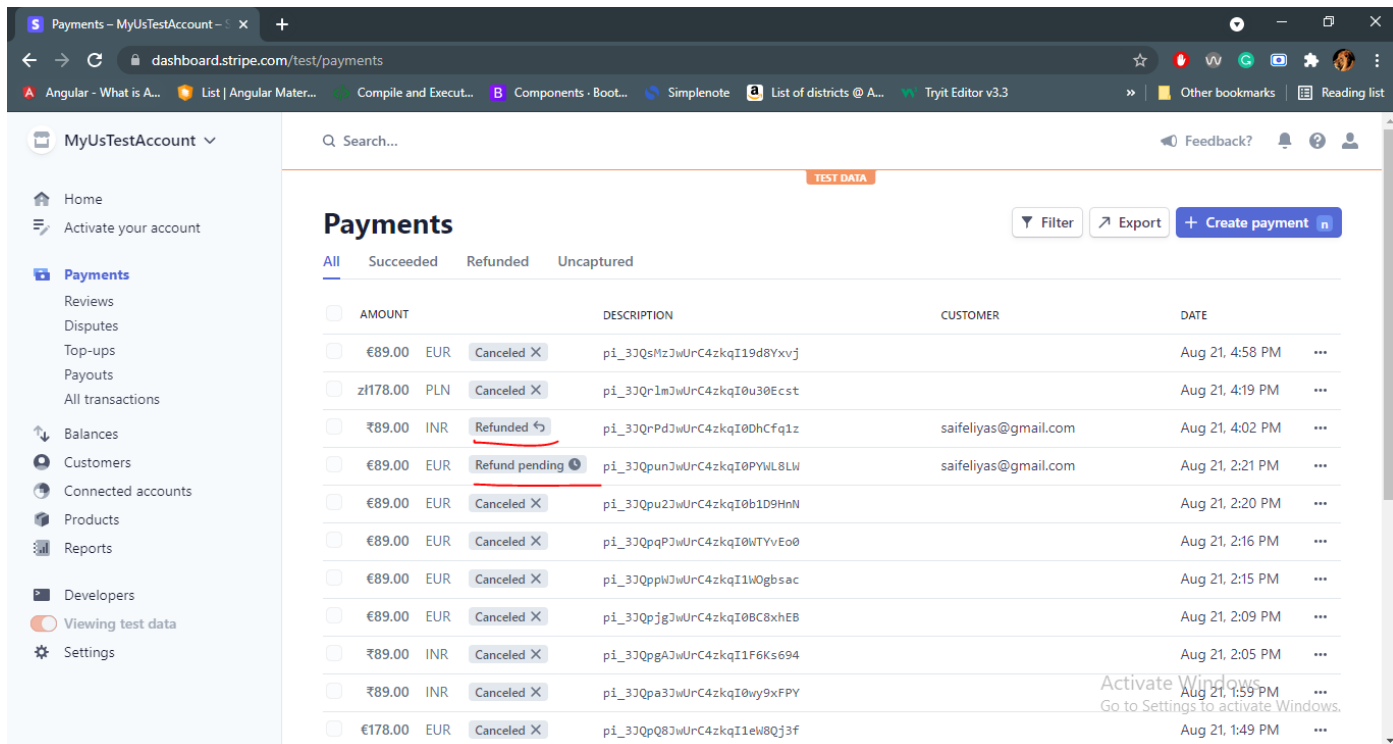 S Payments – MyUsTestAccount – S
dashboard.stripe.com/test/payments
Angular - What is A... List | Angular Mater... Compile and Execut... B Components · Boot... Simplenote a List of districts @ A... Tryit Editor v3.3 » Other bookmarks Reading list
MyUsTestAccount Search... Feedback?
TEST DATA
Home
Activate your account
Payments
Reviews
Disputes
Top-ups
Payouts
All transactions
Balances
Customers
Connected accounts
Products
Reports
Developers
Viewing test data
Settings
Payments
Filter Export + Create payment n
All Succeeded Refunded Uncaptured
AMOUNT DESCRIPTION CUSTOMER DATE
€89.00 EUR Canceled pi_3JQsMzJwUrC4zkqI19d8Yxvj Aug 21, 4:58 PM
zł178.00 PLN Canceled pi_3JQrlmJwUrC4zkqI0u30Ecst Aug 21, 4:19 PM
₹89.00 INR Refunded pi_3JQrPdJwUrC4zkqI0DhCfq1z saifeliyas@gmail.com Aug 21, 4:02 PM
€89.00 EUR Refund pending pi_3JQpunJwUrC4zkqI0PYWL8LW saifeliyas@gmail.com Aug 21, 2:21 PM
€89.00 EUR Canceled pi_3JQpu2JwUrC4zkqI0b1D9HnN Aug 21, 2:20 PM
€89.00 EUR Canceled pi_3JQpqPJwUrC4zkqI0WTYvEo0 Aug 21, 2:16 PM
€89.00 EUR Canceled pi_3JQppWJwUrC4zkqI1WOgbsac Aug 21, 2:15 PM
€89.00 EUR Canceled pi_3JQpjgJwUrC4zkqI0BC8xhEB Aug 21, 2:09 PM
₹89.00 INR Canceled pi_3JQpgAJwUrC4zkqI1F6Ks694 Aug 21, 2:05 PM
₹89.00 INR Canceled pi_3JQpa3JwUrC4zkqI0wy9xFPY Aug 21, 1:59 PM
€178.00 EUR Canceled pi_3JQpQ8JwUrC4zkqI1eW8Qj3f Aug 21, 1:49 PM
Activate Windows
Go to Settings to activate Windows.